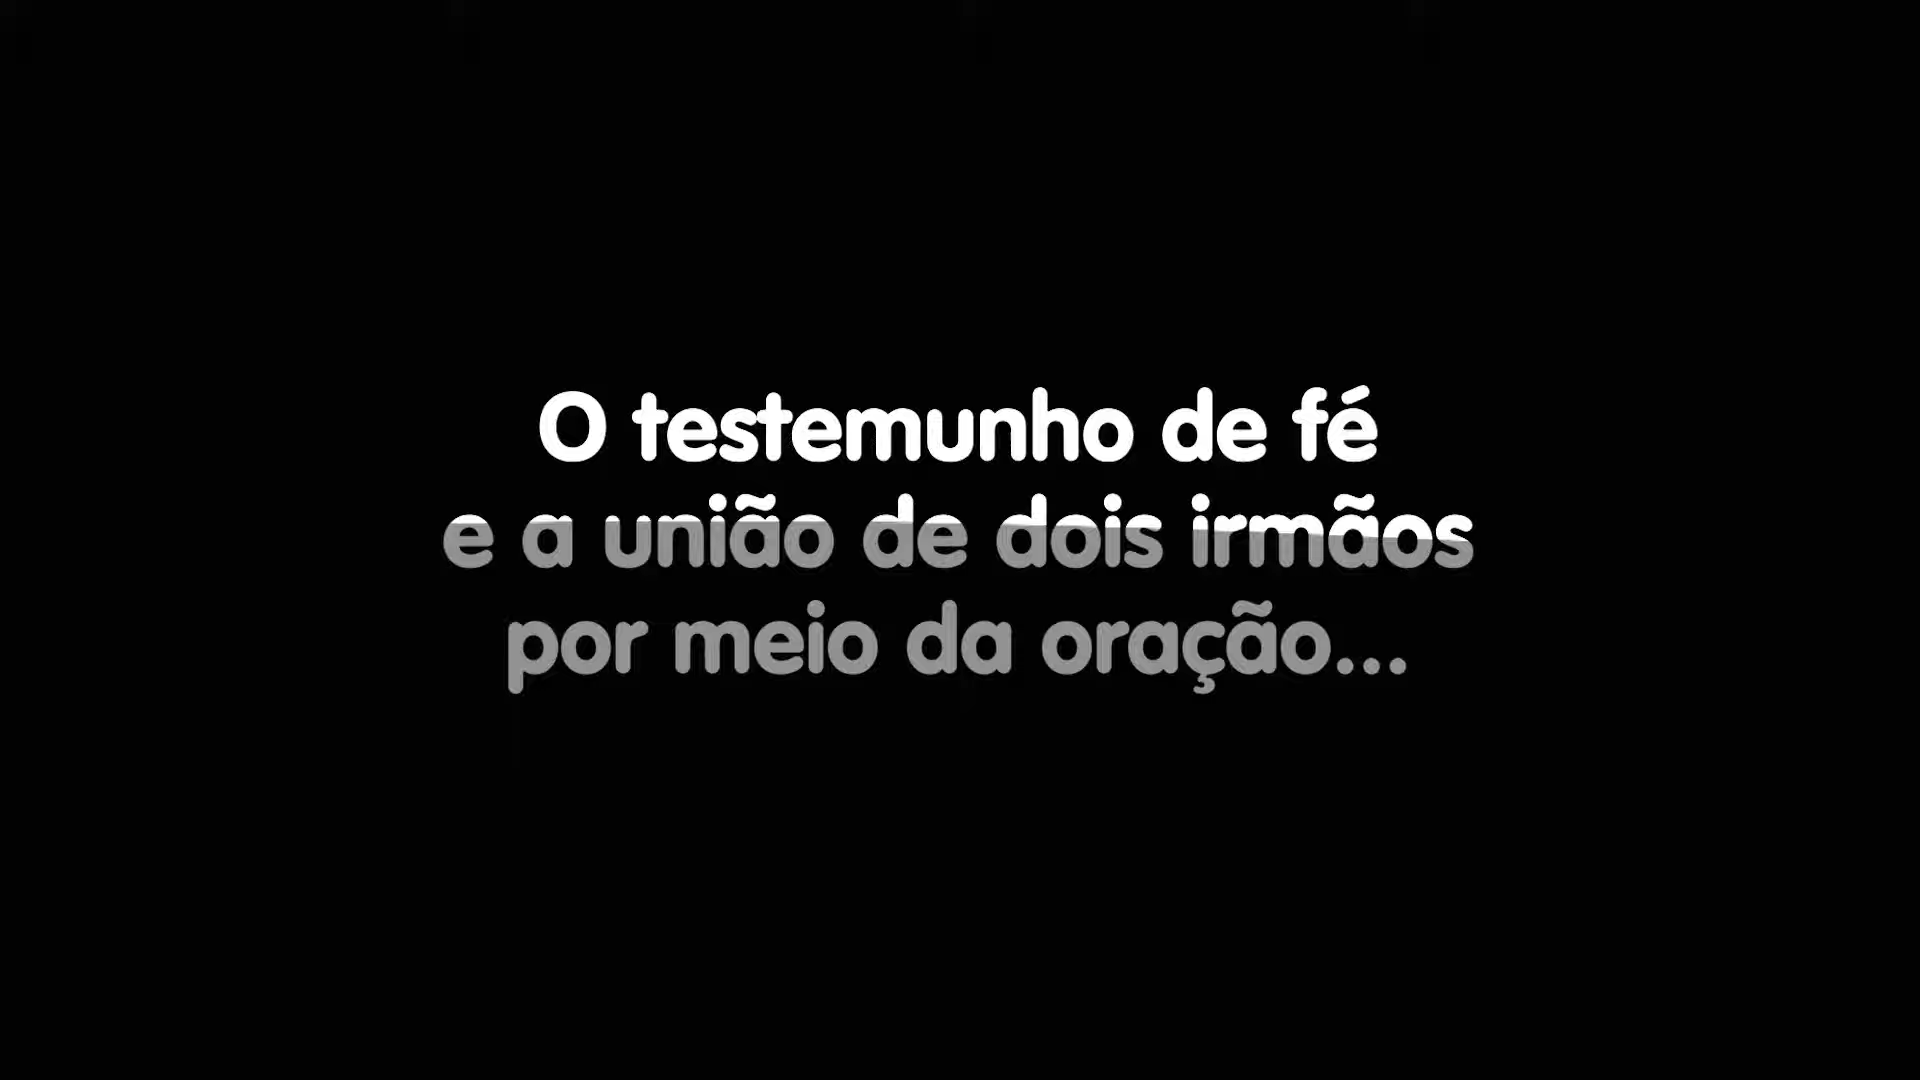 O testemunho de fé
e a união de dois irmãos
por meio da oração...